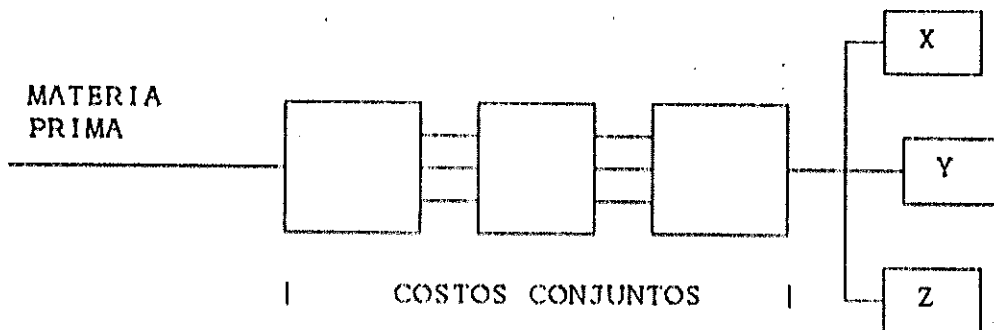 X
MATERIA
PRIMA
Y
COSTOS CONJUNTOS
Z